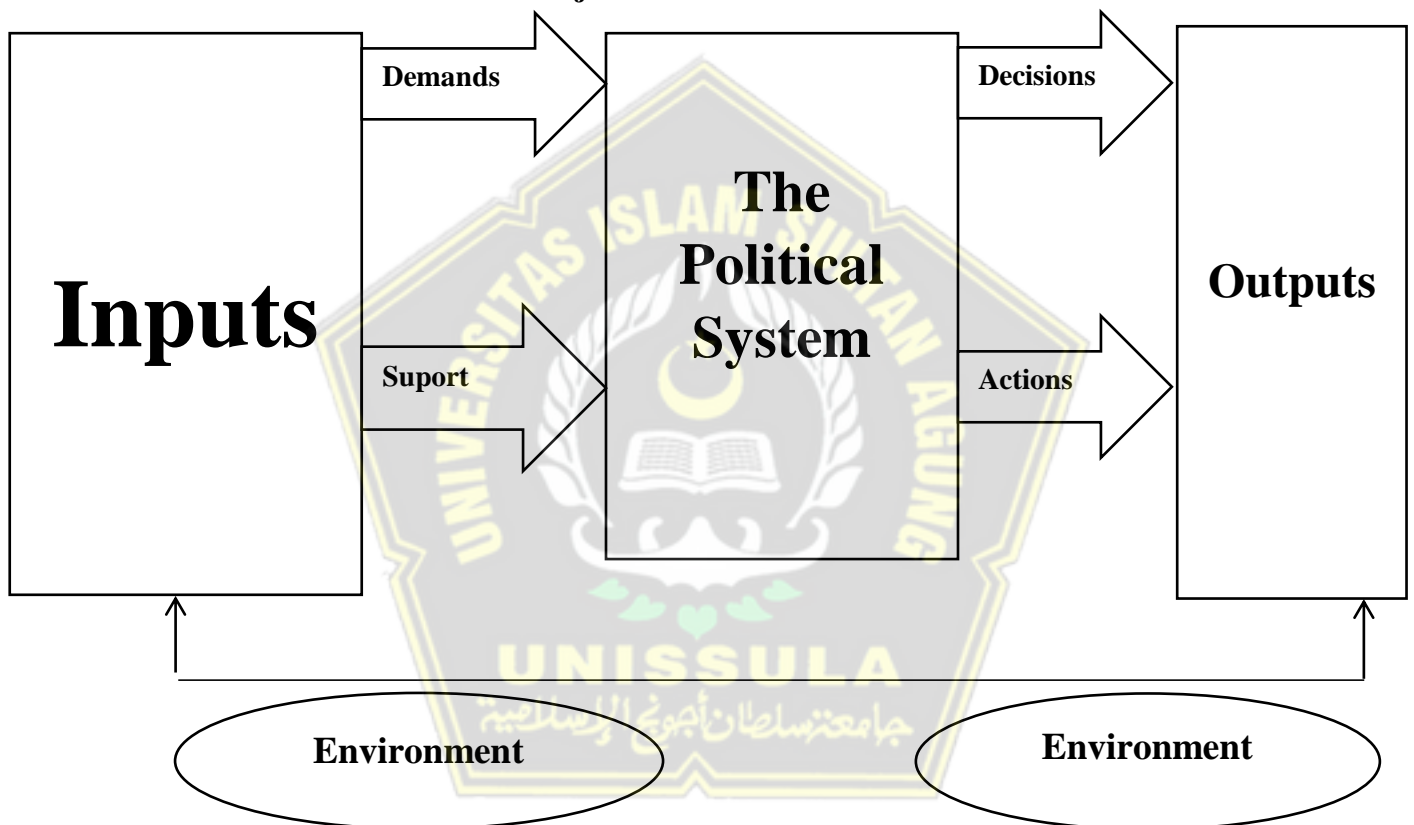 Inputs
Demands
Suport
The
Political
System
Decisions
Actions
Outputs
Environment
Environment
UNIVERSITAS ISLAM SULTAN AGUNG
UNISSULA
جامعة سلطان أجونج الإسلامية